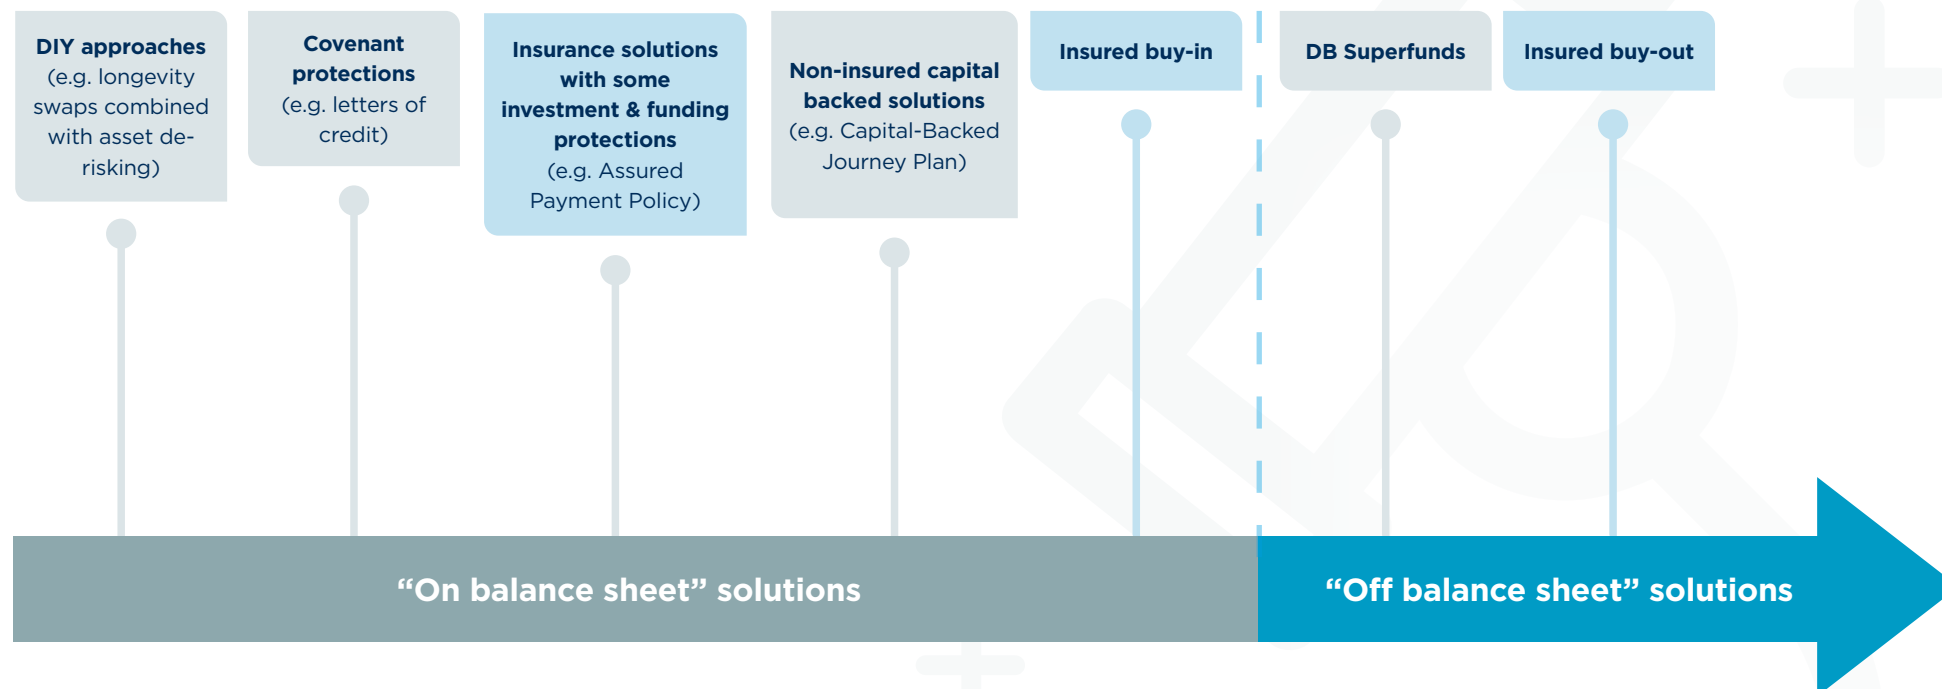 DIY approaches
(e.g. longevity
swaps combined
with asset de-
risking)
Covenant
protections
(e.g. letters of
credit)
Insurance solutions
with some
investment & funding
protections
(e.g. Assured
Payment Policy)
Non-insured capital
backed solutions
(e.g. Capital-Backed
Journey Plan)
Insured buy-in
DB Superfunds
Insured buy-out
“On balance sheet” solutions
“Off balance sheet” solutions